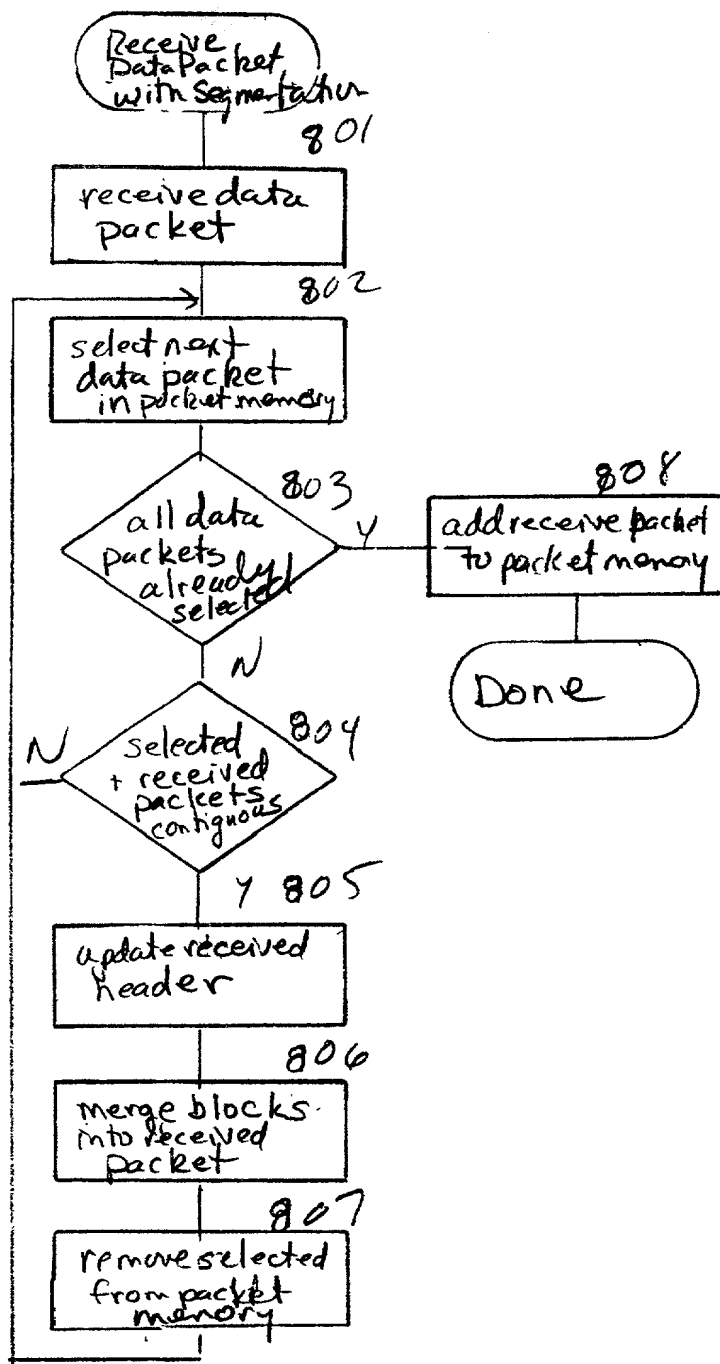 Receive
Data Packet
with Segmentation
801
receive data
packet
802
select next
data packet
in packet memory
803
all data
packets
already
selected
Y
808
add receive packet
to packet memory
Done
N
804
N
selected
+ received
packets
contiguous
Y 805
update received
header
806
merge blocks
into received
packet
807
remove selected
from packet
memory